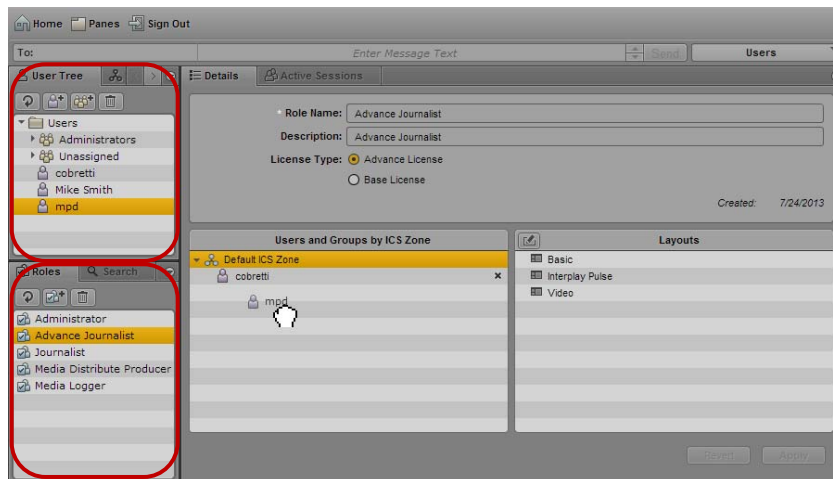 Home Panes Sign Out
To: Enter Message Text Send Users
User Tree
Users
Administrators
Unassigned
cobretti
Mike Smith
mpd
Roles Search
Administrator
Advance Journalist
Journalist
Media Distribute Producer
Media Logger
Details Active Sessions
* Role Name: Advance Journalist
Description: Advance Journalist
License Type: Advance License
Base License
Created: 7/24/2013
Users and Groups by ICS Zone
Default ICS Zone
cobretti x
mpd
Layouts
Basic
Interplay Pulse
Video
Revert Apply